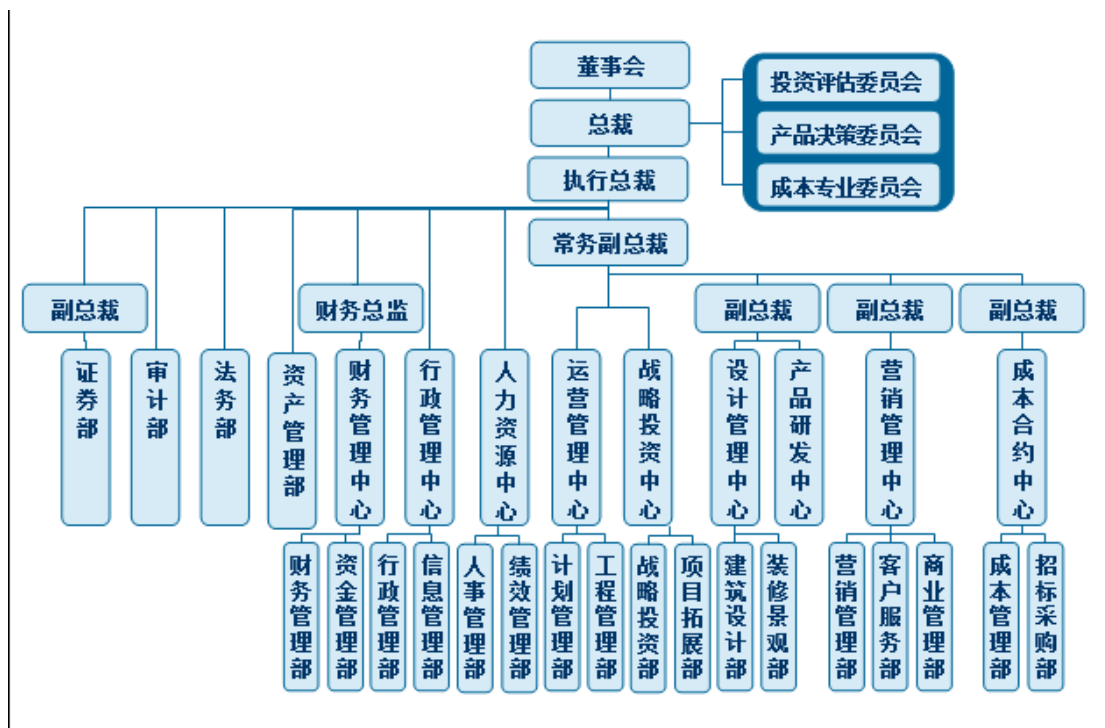 董事会
投资评估委员会
总裁
产品决策委员会
执行总裁
成本专业委员会
常务副总裁
副总裁
财务总监
副总裁
副总裁
副总裁
证券部
审计部
法务部
资产管理部
财务管理中心
行政管理中心
人力资源中心
运营管理中心
战略投资中心
设计管理中心
产品研发中心
营销管理中心
成本合约中心
财务管理部
资金管理部
行政管理部
信息管理部
人事管理部
绩效管理部
计划管理部
工程管理部
战略投资部
项目拓展部
建筑设计部
装修景观部
营销管理部
客户服务部
商业管理部
成本管理部
招标采购部